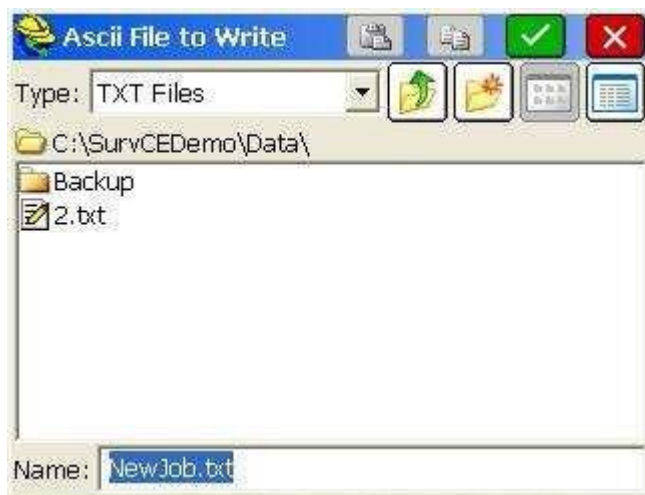 Ascii File to Write
Type: TXT Files
C:\SurvCEDemo\Data\
Backup
2.txt
Name: NewJob.txt